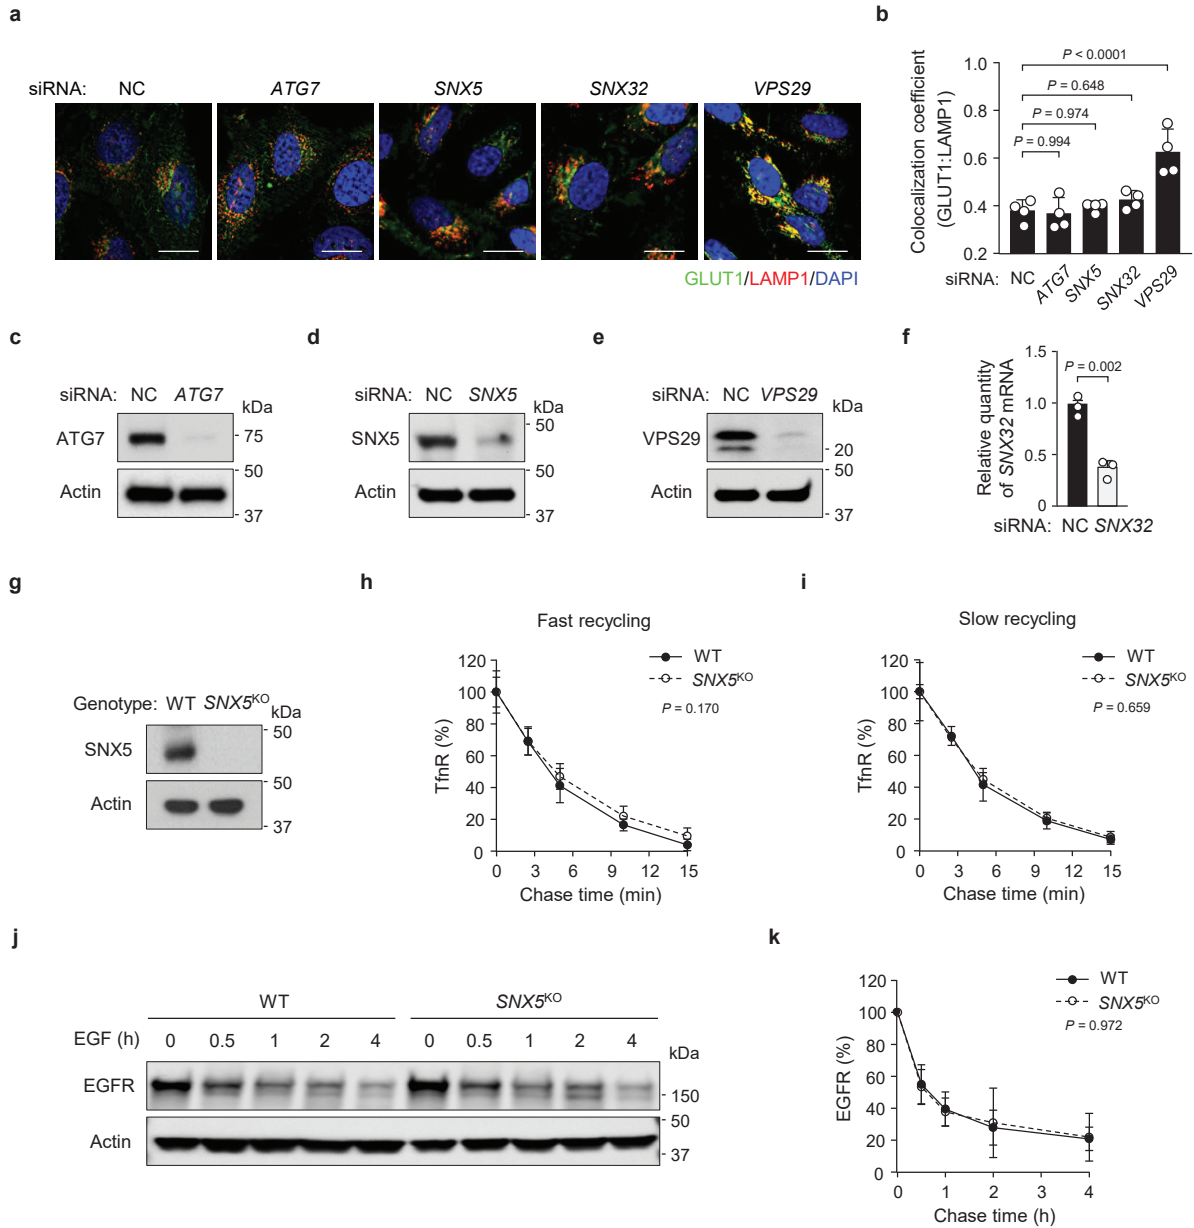 a
siRNA: NC ATG7 SNX5 SNX32 VPS29
GLUT1/LAMP1/DAPI
b
Colocalization coefficient
(GLUT1:LAMP1)
1.0
0.8
0.6
0.4
0.2
P < 0.0001
P = 0.648
P = 0.974
P = 0.994
siRNA: NC ATG7 SNX5 SNX32 VPS29
c
siRNA: NC ATG7
kDa
ATG7
75
50
Actin
37
d
siRNA: NC SNX5
kDa
50
SNX5
50
Actin
37
e
siRNA: NC VPS29
kDa
VPS29
20
50
Actin
37
f
Relative quantity
of SNX32 mRNA
1.5
1.0
0.5
0
P = 0.002
siRNA: NC SNX32
g
Genotype: WT SNX5KO
kDa
50
SNX5
50
Actin
37
h
Fast recycling
WT
SNX5KO
P = 0.170
TfnR (%)
120
100
80
60
40
20
0
0 3 6 9 12 15
Chase time (min)
i
Slow recycling
WT
SNX5KO
P = 0.659
TfnR (%)
120
100
80
60
40
20
0
0 3 6 9 12 15
Chase time (min)
j
WT SNX5KO
EGF (h) 0 0.5 1 2 4 0 0.5 1 2 4
kDa
EGFR
150
50
Actin
37
k
WT
SNX5KO
P = 0.972
EGFR (%)
120
100
80
60
40
20
0
0 1 2 3 4
Chase time (h)